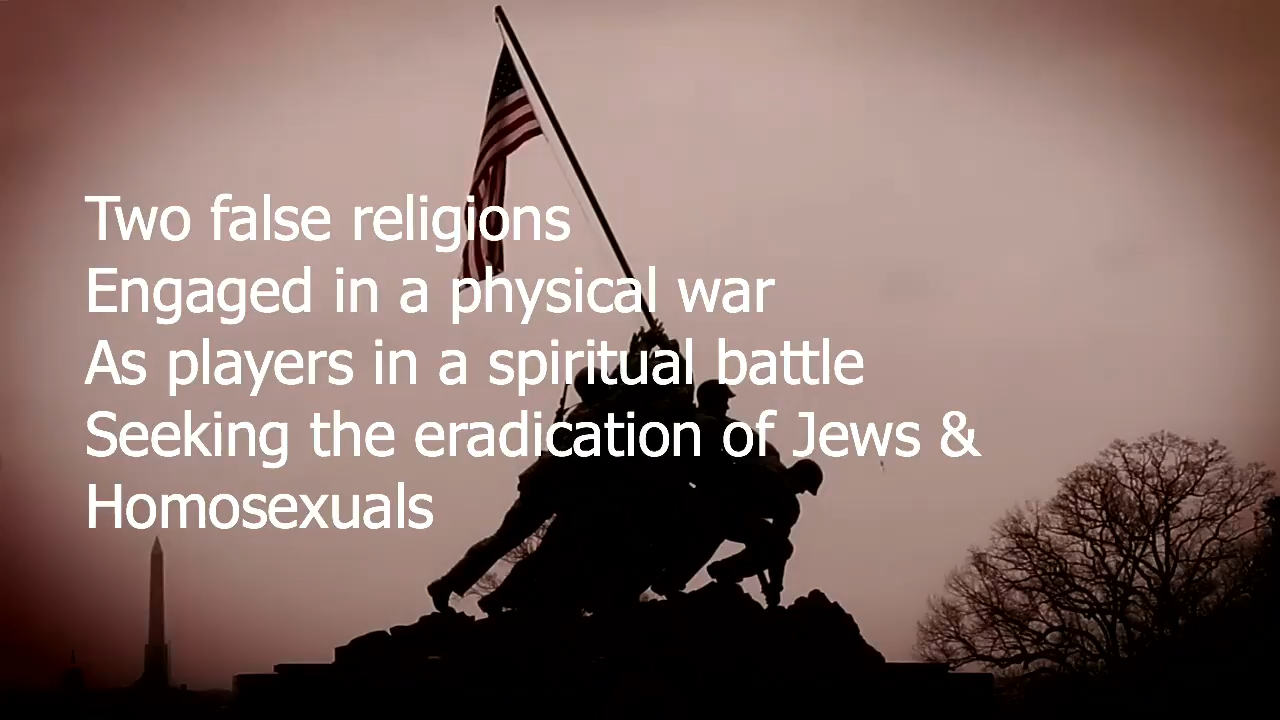 Two false religions
Engaged in a physical war
As players in a spiritual battle
Seeking the eradication of Jews &
Homosexuals